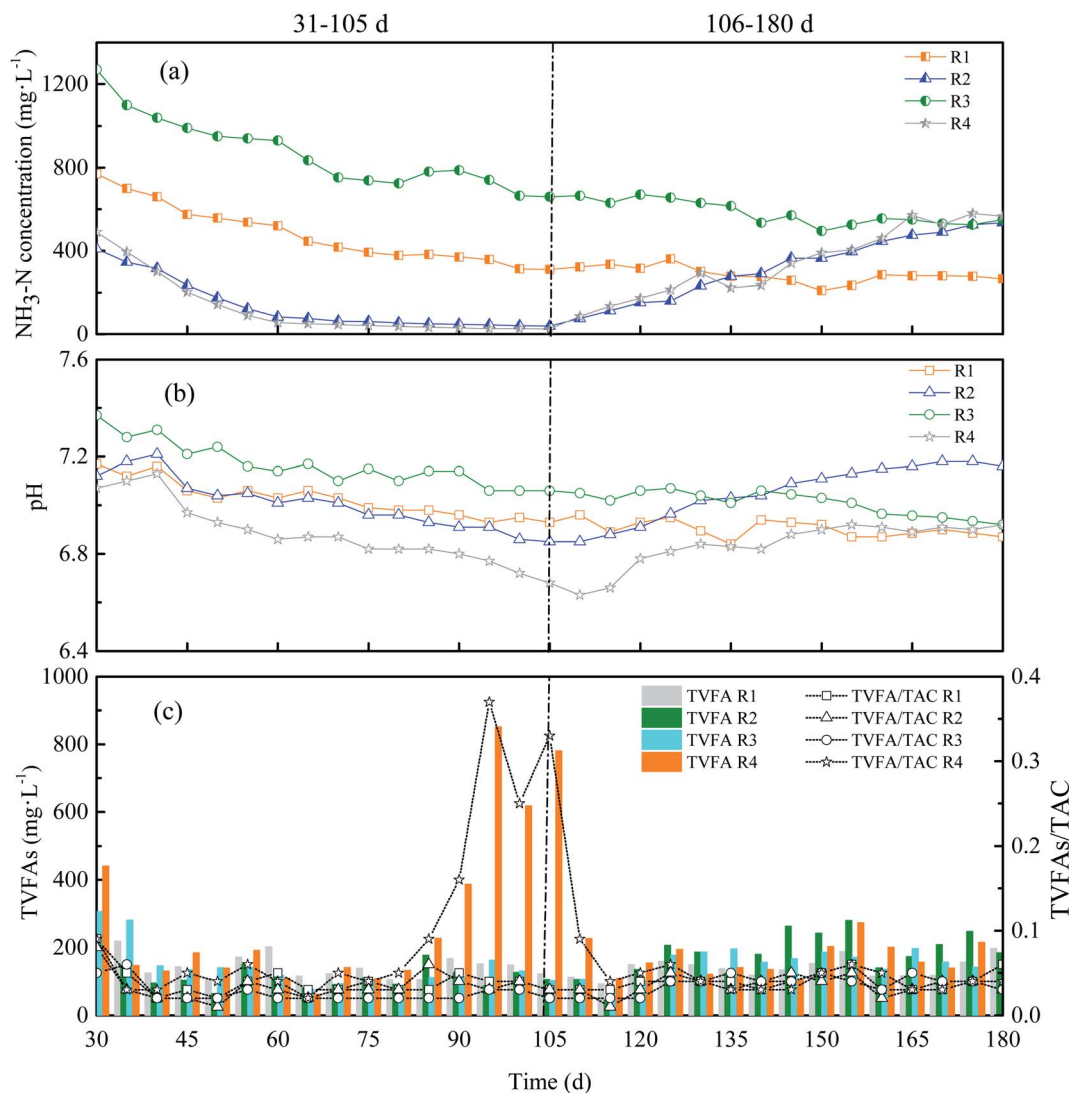 31-105 d 106-180 d
(a)
NH₃-N concentration (mg·L⁻¹)
1200
800
400
0
R1
R2
R3
R4
(b)
pH
7.6
7.2
6.8
6.4
R1
R2
R3
R4
(c)
TVFAs (mg·L⁻¹)
1000
800
600
400
200
0
TVFA R1 TVFA/TAC R1
TVFA R2 TVFA/TAC R2
TVFA R3 TVFA/TAC R3
TVFA R4 TVFA/TAC R4
0.4
0.3
0.2
0.1
0.0
TVFAs/TAC
30 45 60 75 90 105 120 135 150 165 180
Time (d)